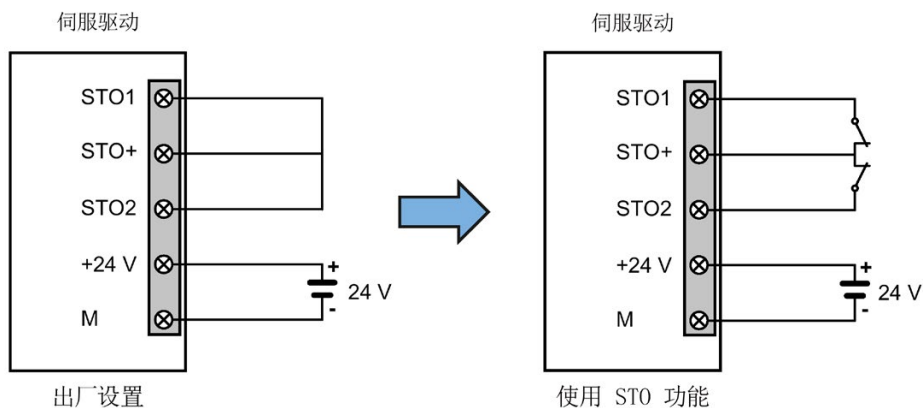 伺服驱动
STO1
STO+
STO2
+24 V
M
+
24 V
-
出厂设置
伺服驱动
STO1
STO+
STO2
+24 V
M
+
24 V
-
使用 STO 功能